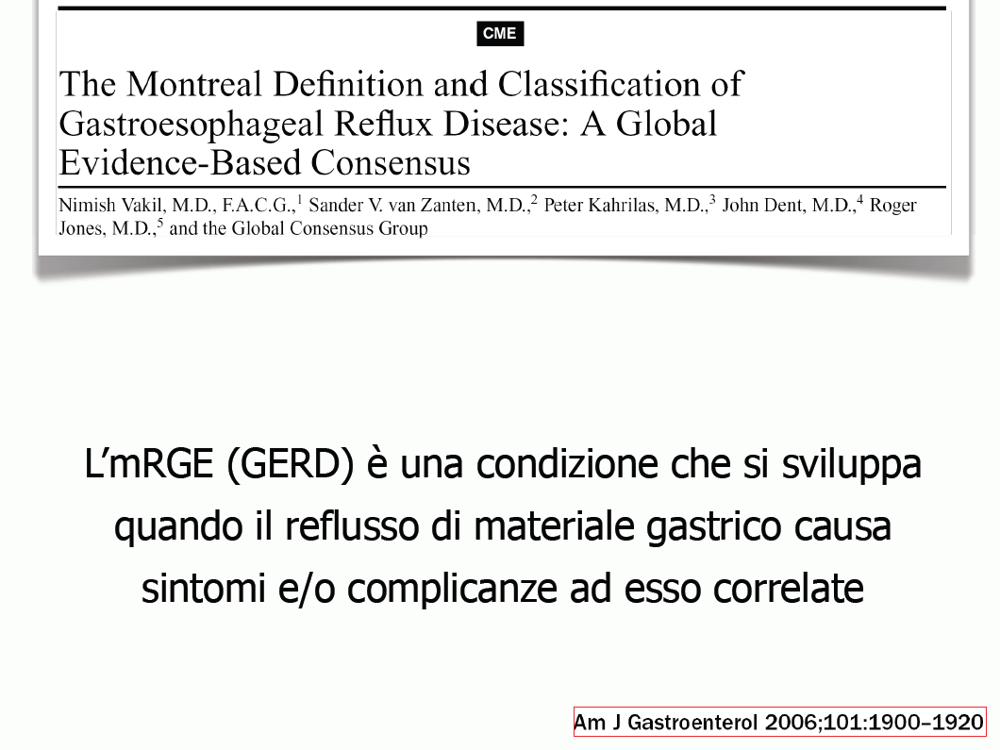 CME
The Montreal Definition and Classification of
Gastroesophageal Reflux Disease: A Global
Evidence-Based Consensus
Nimish Vakil, M.D., F.A.C.G.,1 Sander V. van Zanten, M.D.,2 Peter Kahrilas, M.D.,3 John Dent, M.D.,4 Roger
Jones, M.D.,5 and the Global Consensus Group
L’mRGE (GERD) è una condizione che si sviluppa
quando il reflusso di materiale gastrico causa
sintomi e/o complicanze ad esso correlate
Am J Gastroenterol 2006;101:1900–1920